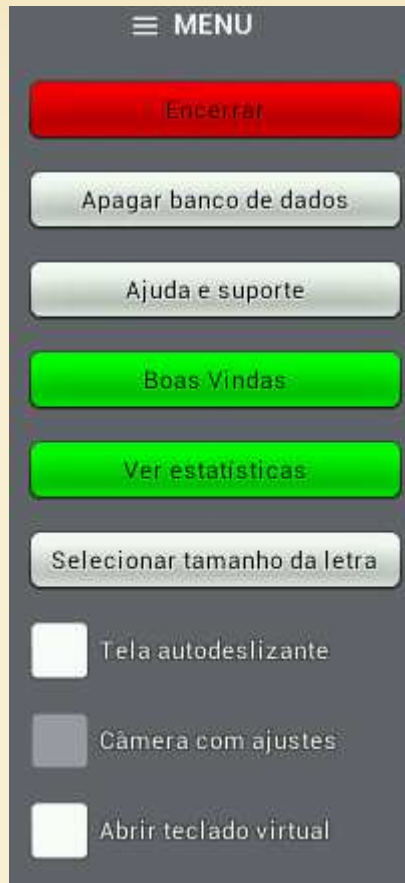 MENU
Encerrar
Apagar banco de dados
Ajuda e suporte
Boas Vindas
Ver estatísticas
Selecionar tamanho da letra
Tela autodeslizante
Câmera com ajustes
Abrir teclado virtual